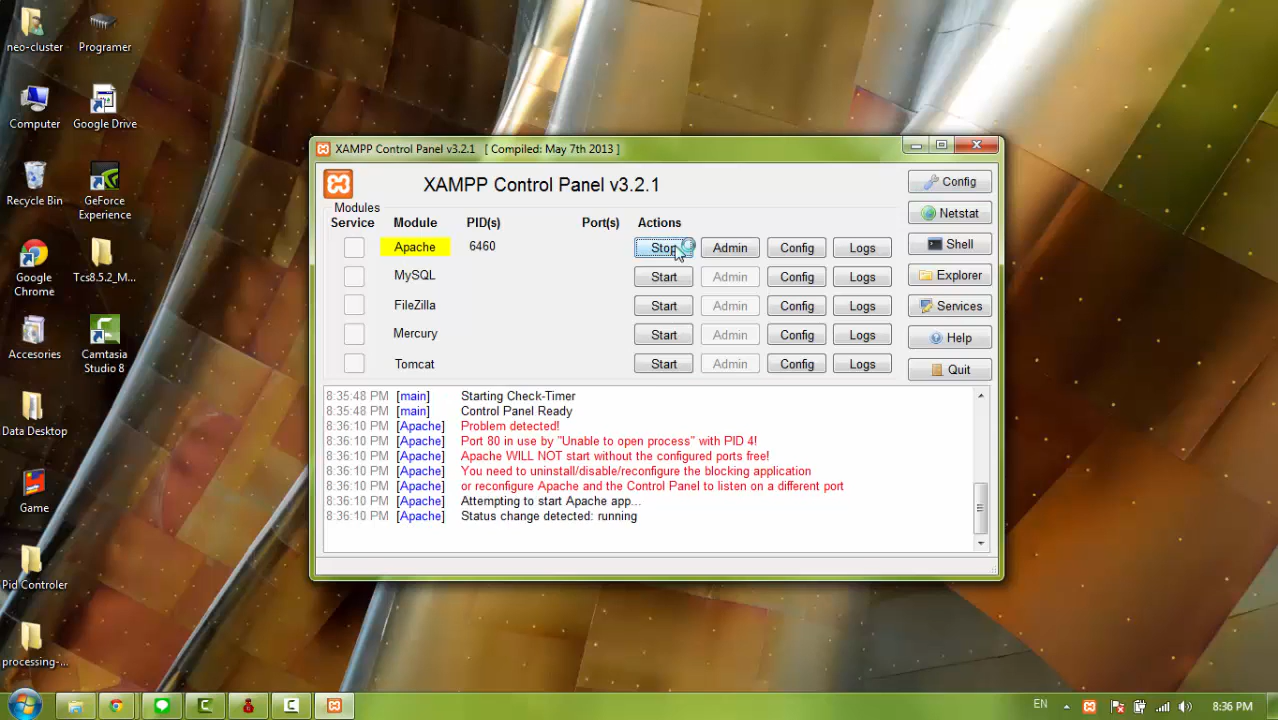 neo-cluster
Programer
Computer
Google Drive
Recycle Bin
GeForce
Experience
Google
Chrome
Tcs8.5.2_M...
Accesories
Camtasia
Studio 8
Data Desktop
Game
Pid Controler
processing-...
XAMPP Control Panel v3.2.1 [ Compiled: May 7th 2013 ]
XAMPP Control Panel v3.2.1
Config
Modules
Service Module PID(s) Port(s) Actions
Netstat
Apache 6460 Stop Admin Config Logs
Shell
MySQL Start Admin Config Logs
Explorer
FileZilla Start Admin Config Logs
Services
Mercury Start Admin Config Logs
Help
Tomcat Start Admin Config Logs
Quit
8:35:48 PM [main] Starting Check-Timer
8:35:48 PM [main] Control Panel Ready
8:36:10 PM [Apache] Problem detected!
8:36:10 PM [Apache] Port 80 in use by "Unable to open process" with PID 4!
8:36:10 PM [Apache] Apache WILL NOT start without the configured ports free!
8:36:10 PM [Apache] You need to uninstall/disable/reconfigure the blocking application
8:36:10 PM [Apache] or reconfigure Apache and the Control Panel to listen on a different port
8:36:10 PM [Apache] Attempting to start Apache app...
8:36:10 PM [Apache] Status change detected: running
EN
8:36 PM